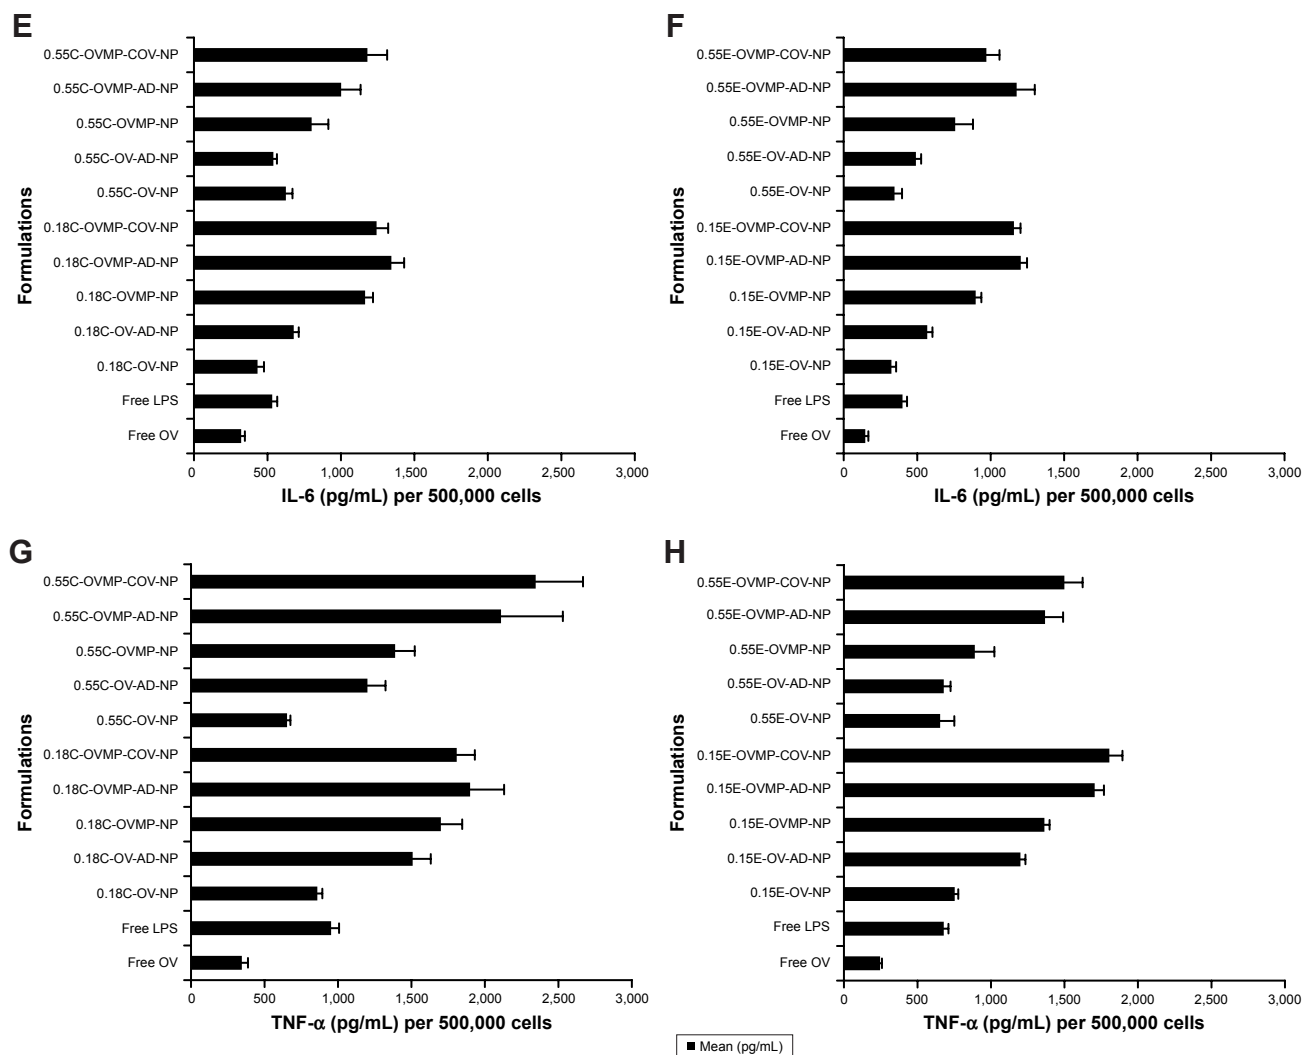 E
0.55C-OVMP-COV-NP
0.55C-OVMP-AD-NP
0.55C-OVMP-NP
0.55C-OV-AD-NP
0.55C-OV-NP
0.18C-OVMP-COV-NP
0.18C-OVMP-AD-NP
0.18C-OVMP-NP
0.18C-OV-AD-NP
0.18C-OV-NP
Free LPS
Free OV
Formulations
0 500 1,000 1,500 2,000 2,500 3,000
IL-6 (pg/mL) per 500,000 cells
F
0.55E-OVMP-COV-NP
0.55E-OVMP-AD-NP
0.55E-OVMP-NP
0.55E-OV-AD-NP
0.55E-OV-NP
0.15E-OVMP-COV-NP
0.15E-OVMP-AD-NP
0.15E-OVMP-NP
0.15E-OV-AD-NP
0.15E-OV-NP
Free LPS
Free OV
Formulations
0 500 1,000 1,500 2,000 2,500 3,000
IL-6 (pg/mL) per 500,000 cells
G
0.55C-OVMP-COV-NP
0.55C-OVMP-AD-NP
0.55C-OVMP-NP
0.55C-OV-AD-NP
0.55C-OV-NP
0.18C-OVMP-COV-NP
0.18C-OVMP-AD-NP
0.18C-OVMP-NP
0.18C-OV-AD-NP
0.18C-OV-NP
Free LPS
Free OV
Formulations
0 500 1,000 1,500 2,000 2,500 3,000
TNF-α (pg/mL) per 500,000 cells
H
0.55E-OVMP-COV-NP
0.55E-OVMP-AD-NP
0.55E-OVMP-NP
0.55E-OV-AD-NP
0.55E-OV-NP
0.15E-OVMP-COV-NP
0.15E-OVMP-AD-NP
0.15E-OVMP-NP
0.15E-OV-AD-NP
0.15E-OV-NP
Free LPS
Free OV
Formulations
0 500 1,000 1,500 2,000 2,500 3,000
TNF-α (pg/mL) per 500,000 cells
Mean (pg/mL)